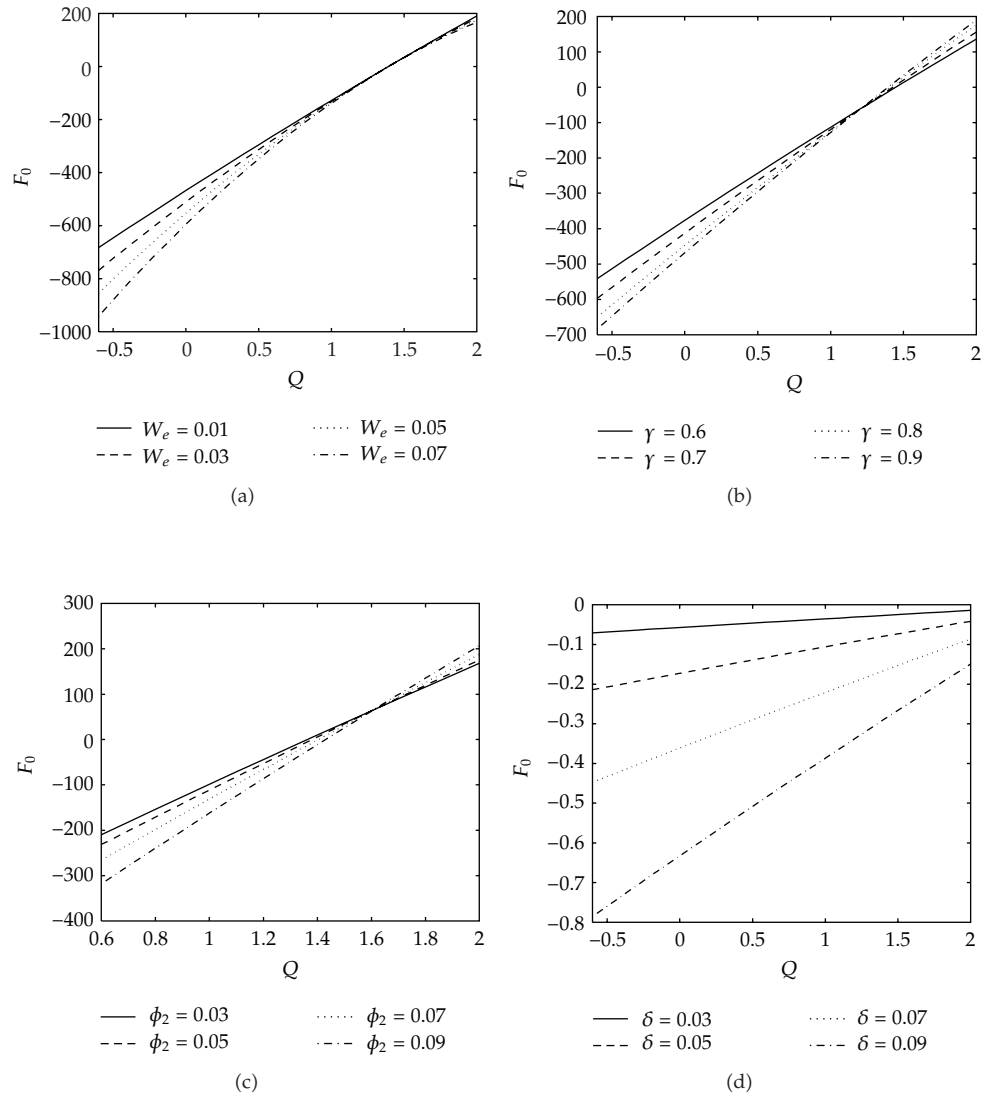 200
0
−200
−400
−600
−800
−1000
F0
−0.5 0 0.5 1 1.5 2
Q
We = 0.01
We = 0.03
We = 0.05
We = 0.07
(a)
200
100
0
−100
−200
−300
−400
−500
−600
−700
F0
−0.5 0 0.5 1 1.5 2
Q
γ = 0.6
γ = 0.7
γ = 0.8
γ = 0.9
(b)
300
200
100
0
−100
−200
−300
−400
F0
0.6 0.8 1 1.2 1.4 1.6 1.8 2
Q
ϕ2 = 0.03
ϕ2 = 0.05
ϕ2 = 0.07
ϕ2 = 0.09
(c)
0
−0.1
−0.2
−0.3
−0.4
−0.5
−0.6
−0.7
−0.8
F0
−0.5 0 0.5 1 1.5 2
Q
δ = 0.03
δ = 0.05
δ = 0.07
δ = 0.09
(d)